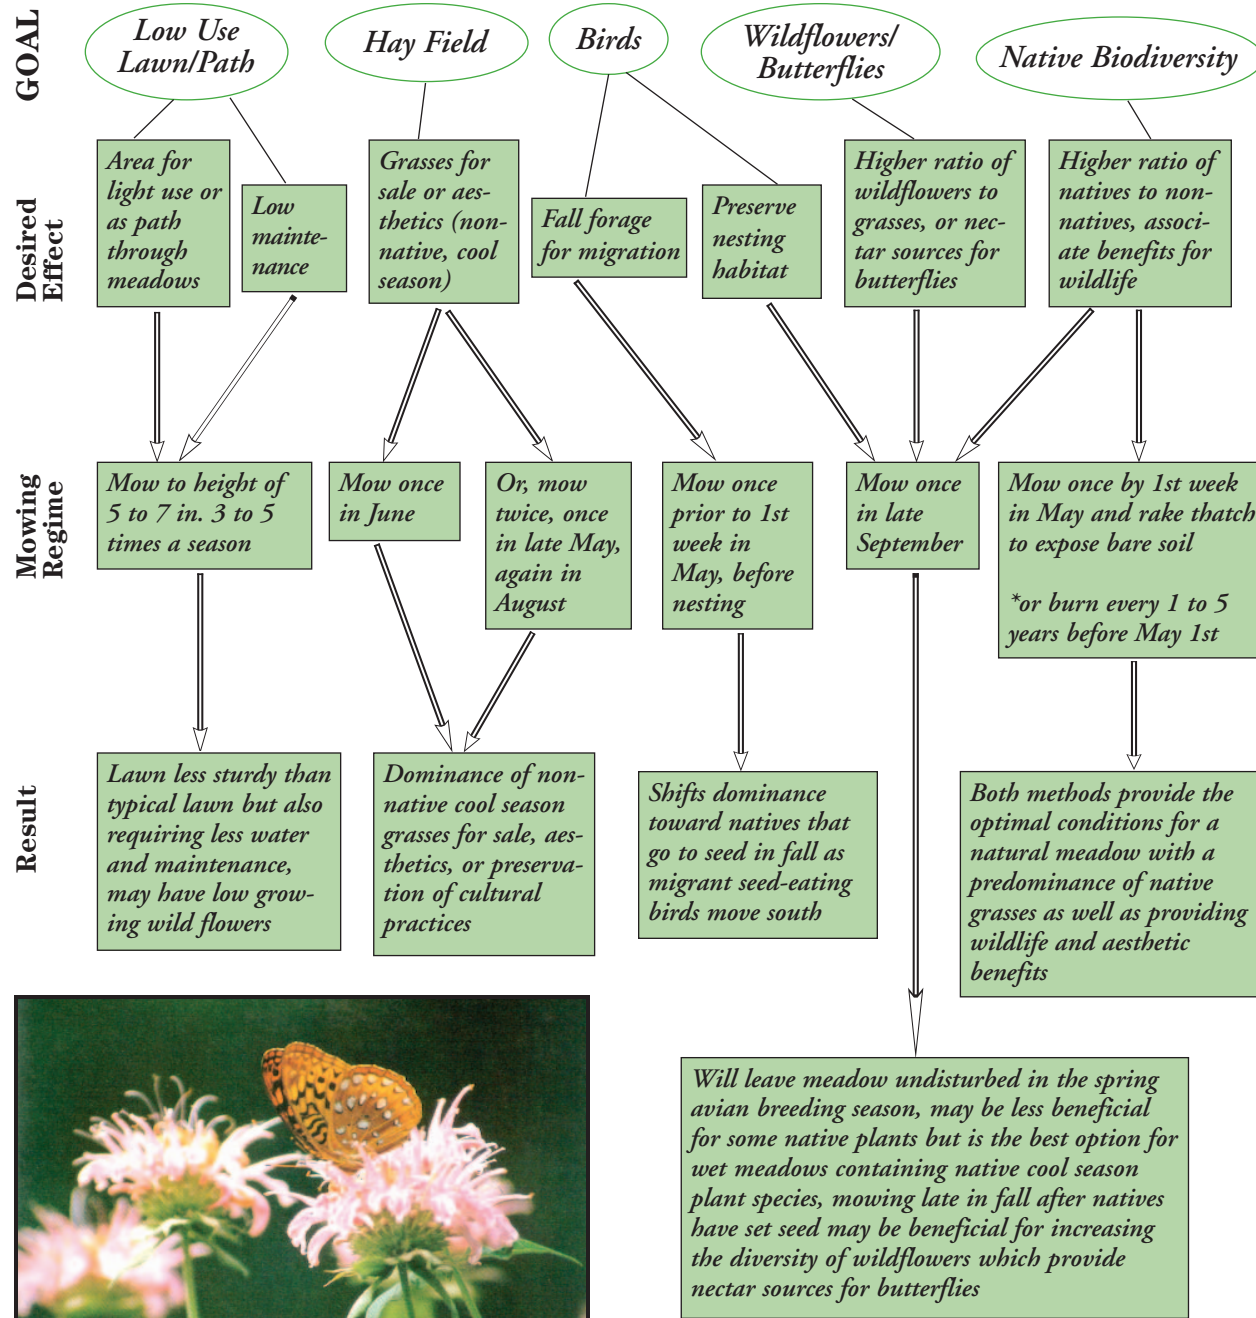 GOAL
Low Use
Lawn/Path
Hay Field
Birds
Wildflowers/
Butterflies
Native Biodiversity
Desired
Effect
Area for
light use or
as path
through
meadows
Low
mainte-
nance
Grasses for
sale or aes-
thetics (non-
native, cool
season)
Fall forage
for migration
Preserve
nesting
habitat
Higher ratio of
wildflowers to
grasses, or nec-
tar sources for
butterflies
Higher ratio of
natives to non-
natives, associ-
ate benefits for
wildlife
Mowing
Regime
Mow to height of
5 to 7 in. 3 to 5
times a season
Mow once
in June
Or, mow
twice, once
in late May,
again in
August
Mow once
prior to 1st
week in
May, before
nesting
Mow once
in late
September
Mow once by 1st week
in May and rake thatch
to expose bare soil
*or burn every 1 to 5
years before May 1st
Result
Lawn less sturdy than
typical lawn but also
requiring less water
and maintenance,
may have low grow-
ing wild flowers
Dominance of non-
native cool season
grasses for sale, aes-
thetics, or preserva-
tion of cultural
practices
Shifts dominance
toward natives that
go to seed in fall as
migrant seed-eating
birds move south
Both methods provide the
optimal conditions for a
natural meadow with a
predominance of native
grasses as well as providing
wildlife and aesthetic
benefits
Will leave meadow undisturbed in the spring
avian breeding season, may be less beneficial
for some native plants but is the best option for
wet meadows containing native cool season
plant species, mowing late in fall after natives
have set seed may be beneficial for increasing
the diversity of wildflowers which provide
nectar sources for butterflies